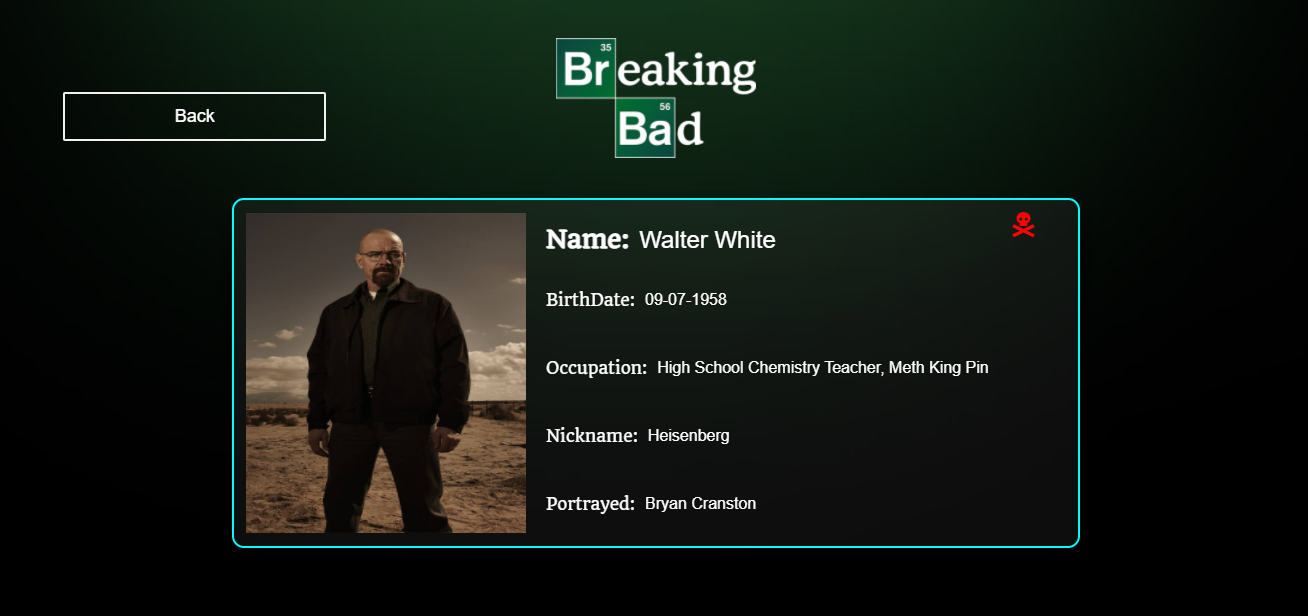 Back
35
Breaking
56
Bad
Name: Walter White
BirthDate: 09-07-1958
Occupation: High School Chemistry Teacher, Meth King Pin
Nickname: Heisenberg
Portrayed: Bryan Cranston